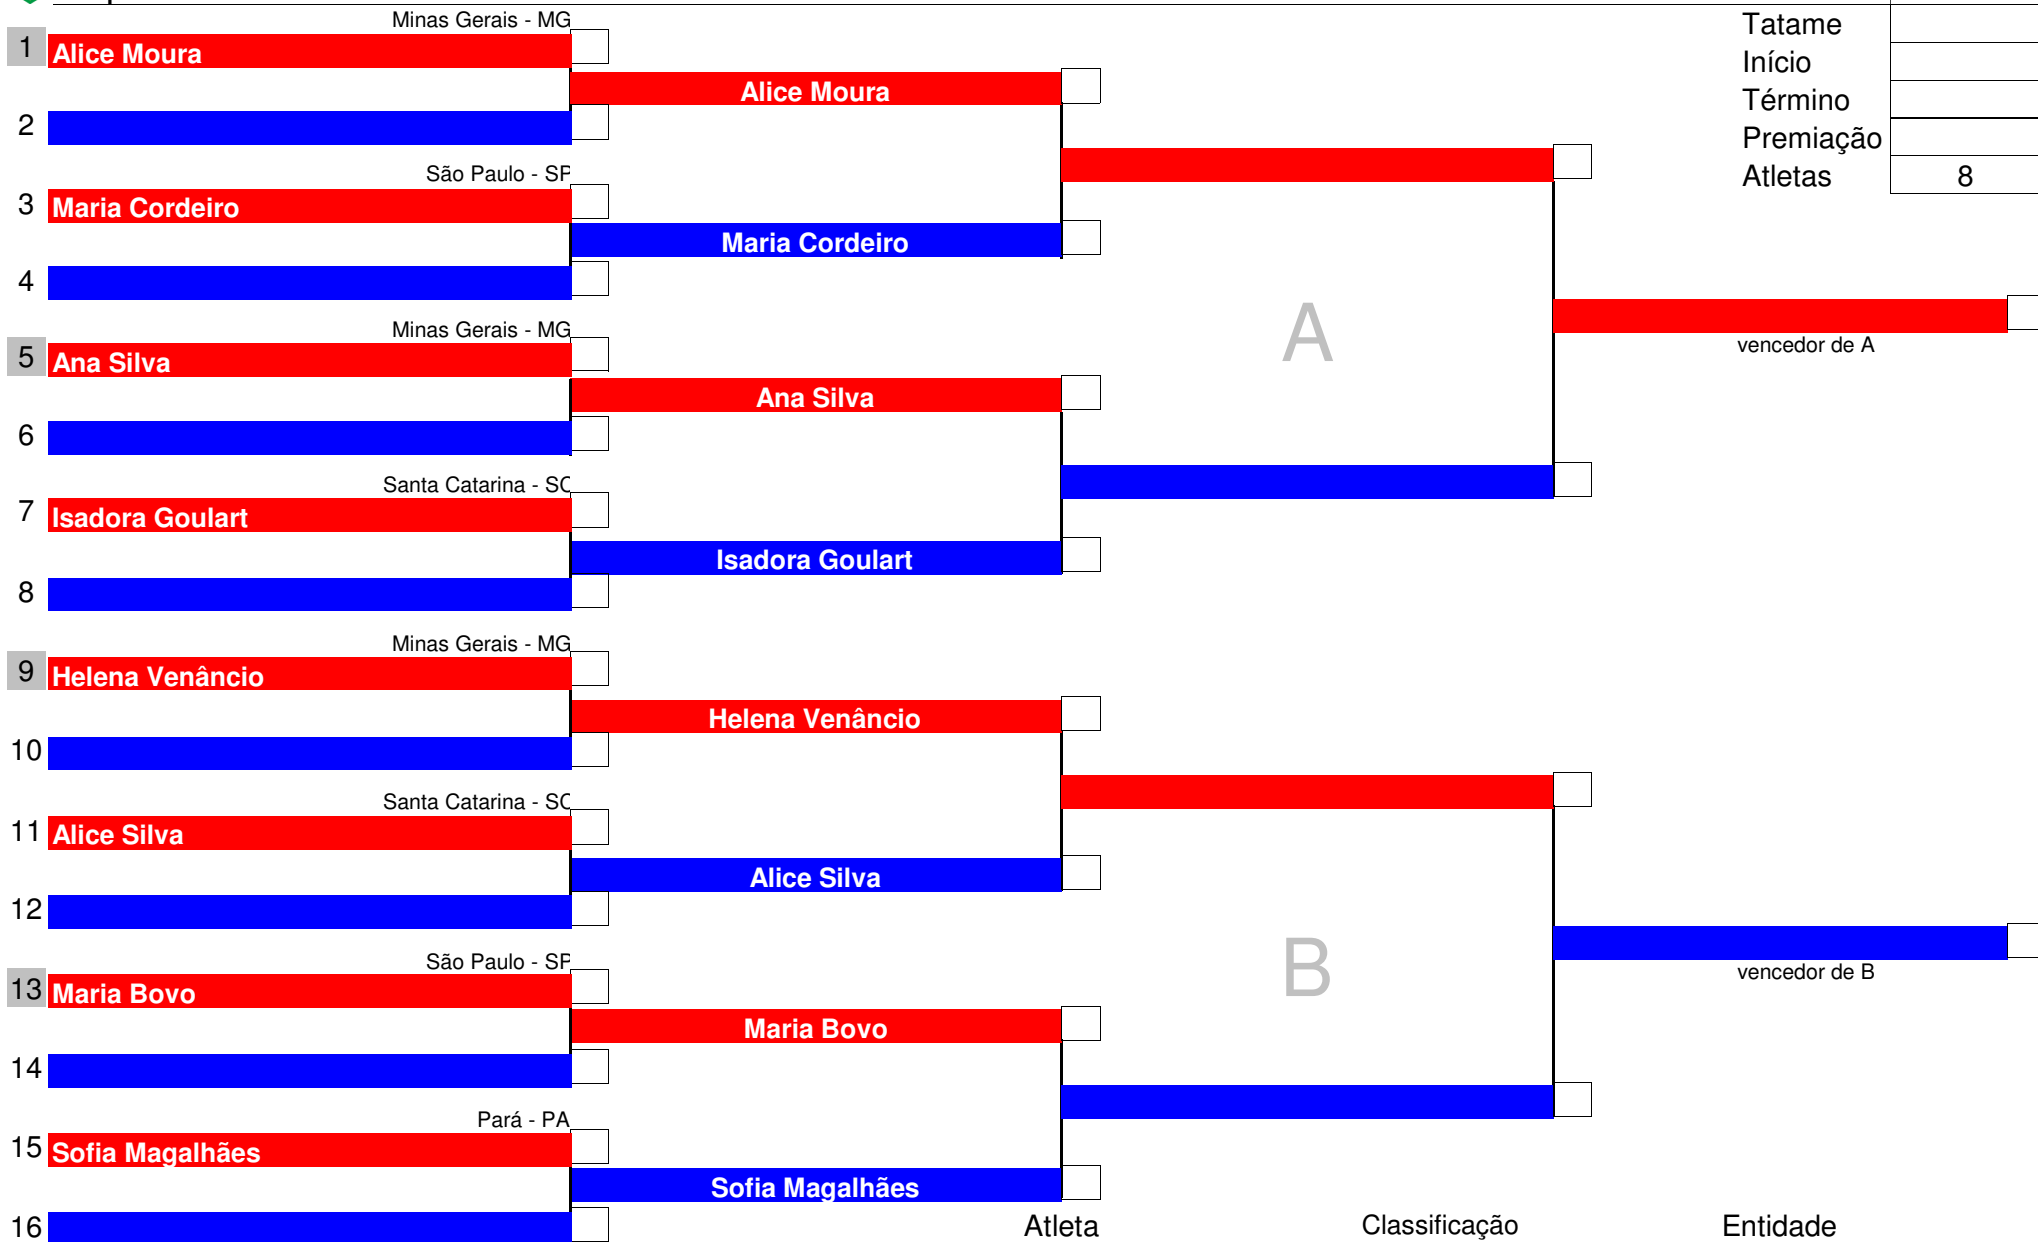 Minas Gerais - MG
Tatame
1 Alice Moura
Início
Alice Moura
Término
2
Premiação
São Paulo - SP
Atletas 8
3 Maria Cordeiro
Maria Cordeiro
4
Minas Gerais - MG
A
vencedor de A
5 Ana Silva
Ana Silva
6
Santa Catarina - SC
7 Isadora Goulart
Isadora Goulart
8
Minas Gerais - MG
9 Helena Venâncio
Helena Venâncio
10
Santa Catarina - SC
11 Alice Silva
Alice Silva
12
São Paulo - SP
B
vencedor de B
13 Maria Bovo
Maria Bovo
14
Pará - PA
15 Sofia Magalhães
Sofia Magalhães
16
Atleta Classificação Entidade